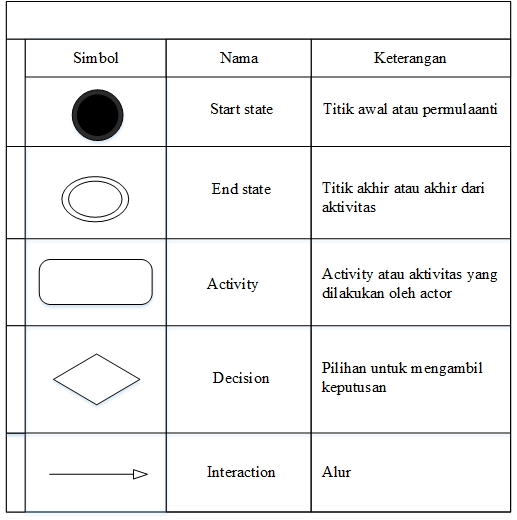 Simbol Nama Keterangan
Start state Titik awal atau permulaanti
End state Titik akhir atau akhir dari
aktivitas
Activity Activity atau aktivitas yang
dilakukan oleh actor
Decision Pilihan untuk mengambil
keputusan
Interaction Alur